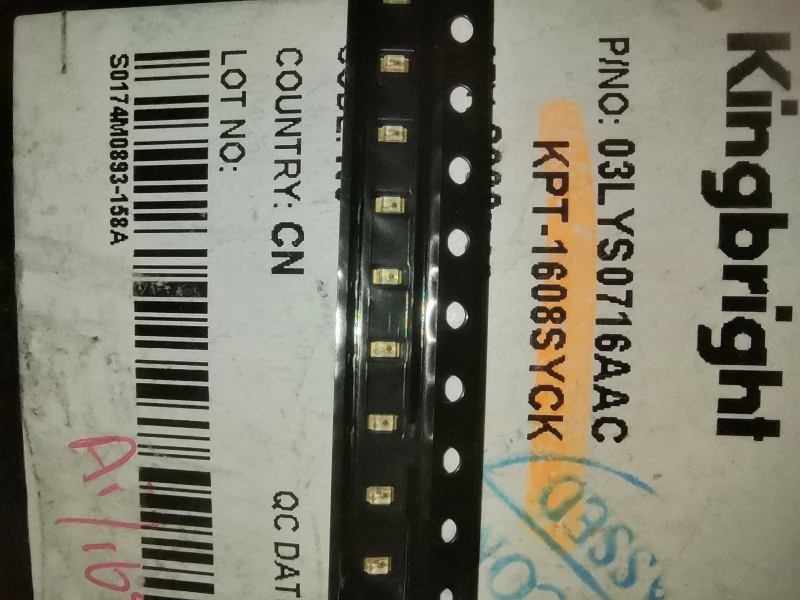 Kingbright
P/NO: 03LYS0716AAC
KPT-1608SYCK
COUNTRY: CN
QC DAT
LOT NO:
S0174M0893-158A